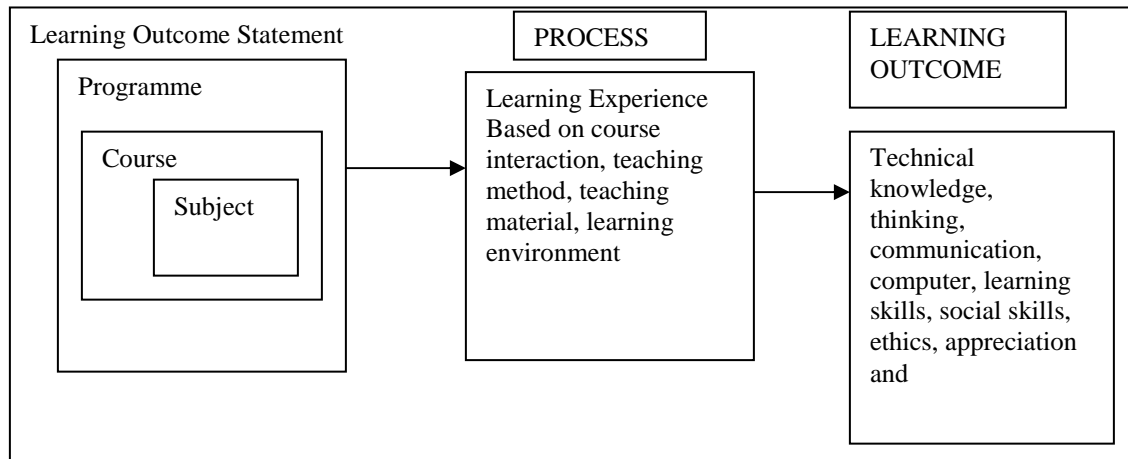 Learning Outcome Statement
Programme
Course
Subject
PROCESS
Learning Experience
Based on course
interaction, teaching
method, teaching
material, learning
environment
LEARNING
OUTCOME
Technical
knowledge,
thinking,
communication,
computer, learning
skills, social skills,
ethics, appreciation
and